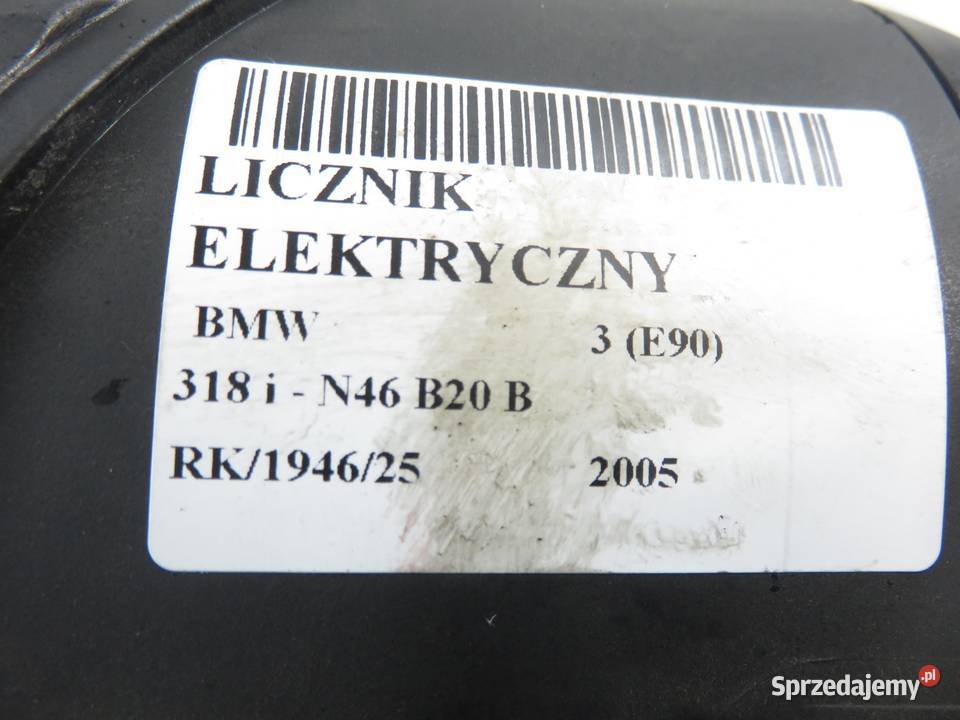 LICZNIK
ELEKTRYCZNY
BMW 3 (E90)
318 i - N46 B20 B
RK/1946/25 2005
Sprzedajemy.pl